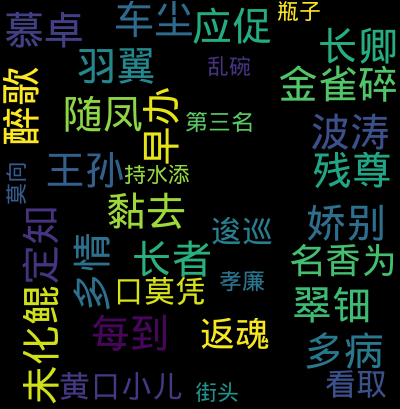 慕卓
车尘
应促
瓶子
长卿
羽翼
乱碗
金雀碎
醉歌
随凤
早办
第三名
波涛
王孙
持水添
残尊
莫向
黏去
逡巡
娇别
定知
多情
长者
名香为
孝廉
口莫凭
翠钿
未化鲲
每到
返魂
多病
黄口小儿
街头
看取